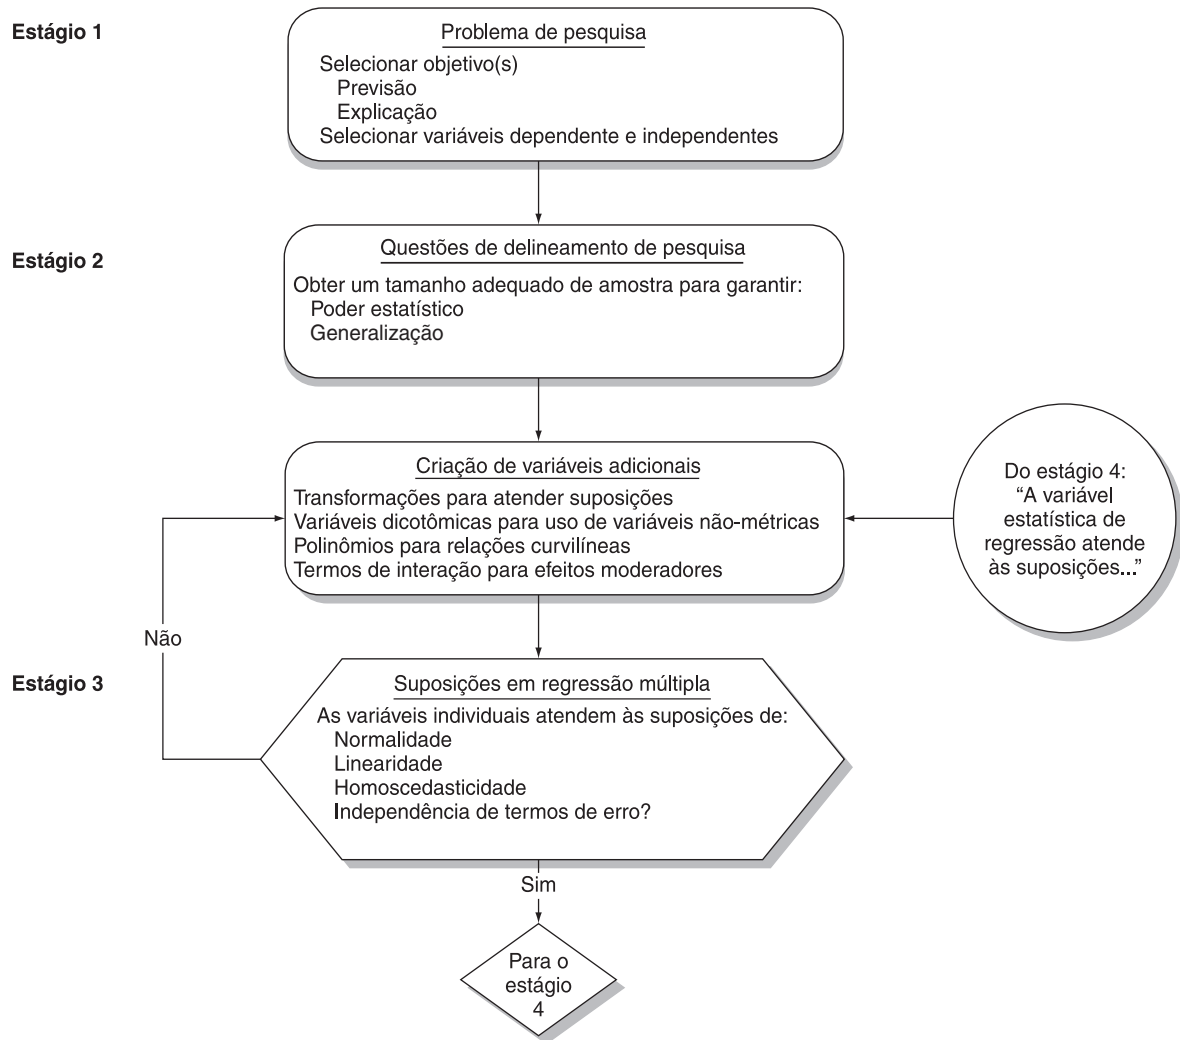 Estágio 1
Problema de pesquisa
Selecionar objetivo(s)
Previsão
Explicação
Selecionar variáveis dependente e independentes
Estágio 2
Questões de delineamento de pesquisa
Obter um tamanho adequado de amostra para garantir:
Poder estatístico
Generalização
Criação de variáveis adicionais
Transformações para atender suposições
Variáveis dicotômicas para uso de variáveis não-métricas
Polinômios para relações curvilíneas
Termos de interação para efeitos moderadores
Do estágio 4:
“A variável
estatística de
regressão atende
às suposições...”
Não
Estágio 3
Suposições em regressão múltipla
As variáveis individuais atendem às suposições de:
Normalidade
Linearidade
Homoscedasticidade
Independência de termos de erro?
Sim
Para o
estágio
4